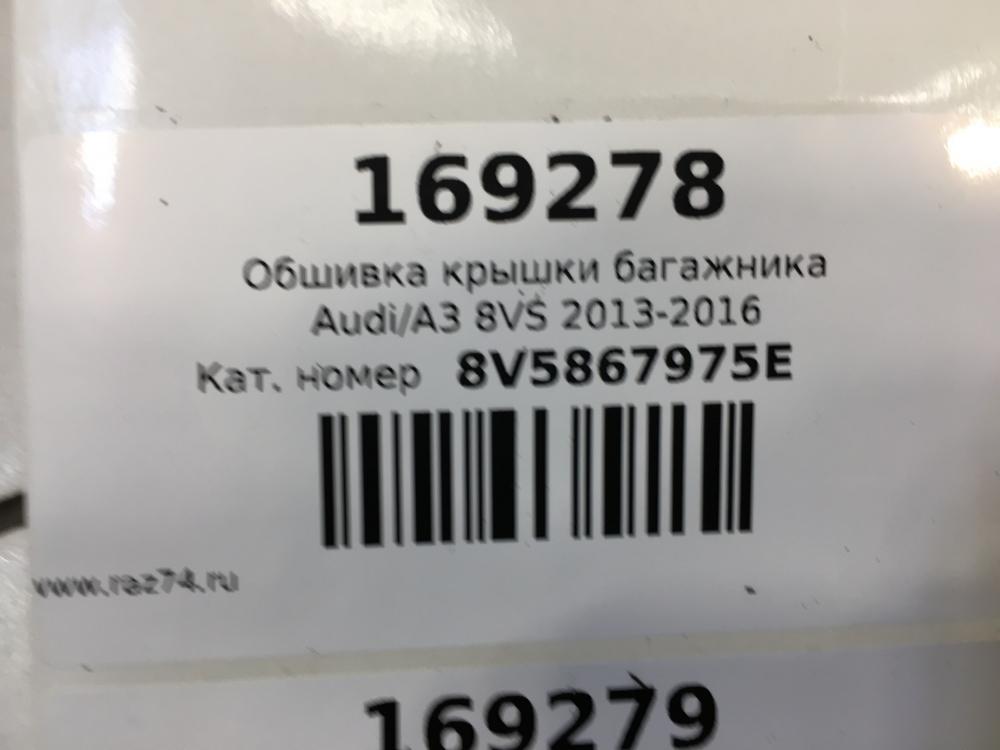 169278
Обшивка крышки багажника
Audi/A3 8VS 2013-2016
Кат. номер 8V5867975E
www.raz74.ru
169279